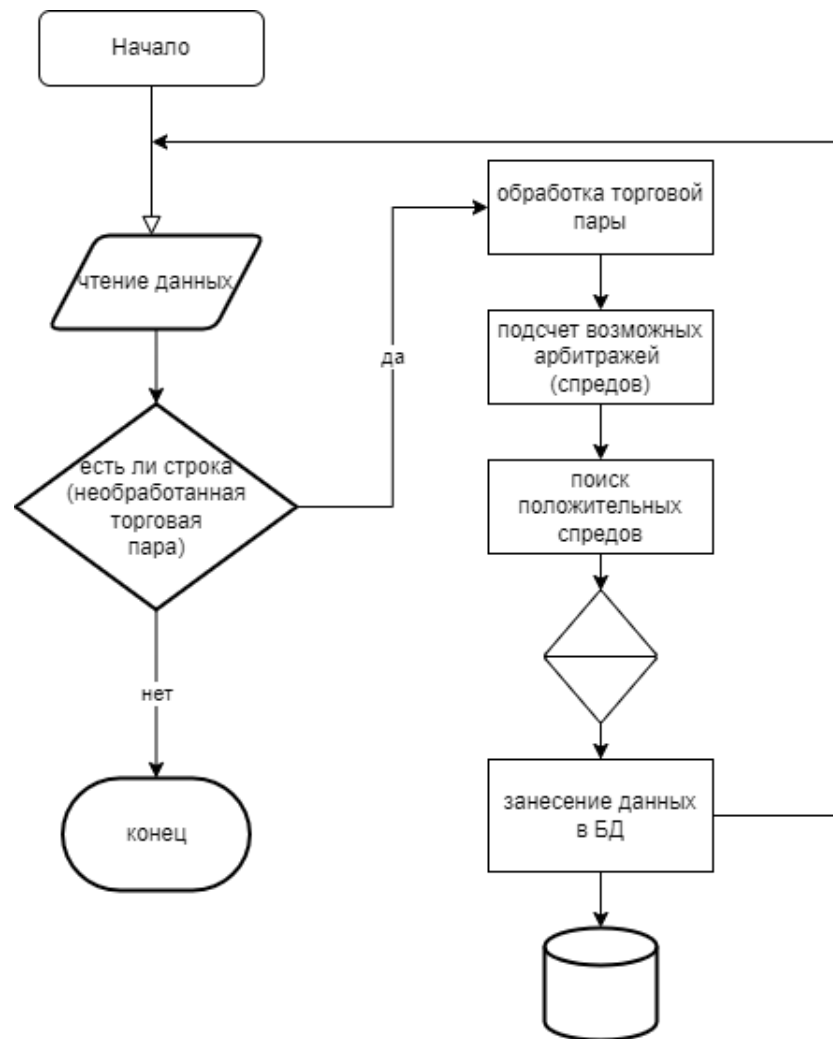 Начало
чтение данных
есть ли строка
(необработанная
торговая
пара)
нет
конец
да
обработка торговой
пары
подсчет возможных
арбитражей
(спредов)
поиск
положительных
спредов
занесение данных
в БД